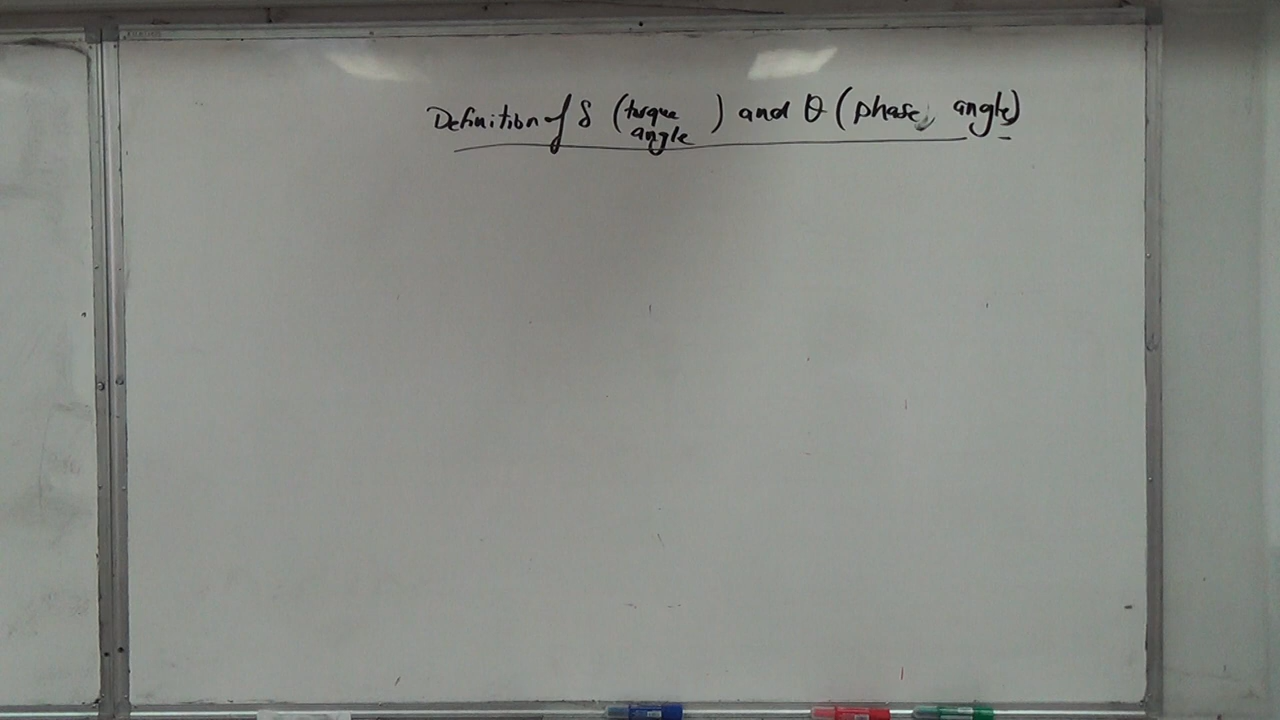 Definition of δ (torque angle) and θ (phase, angle)